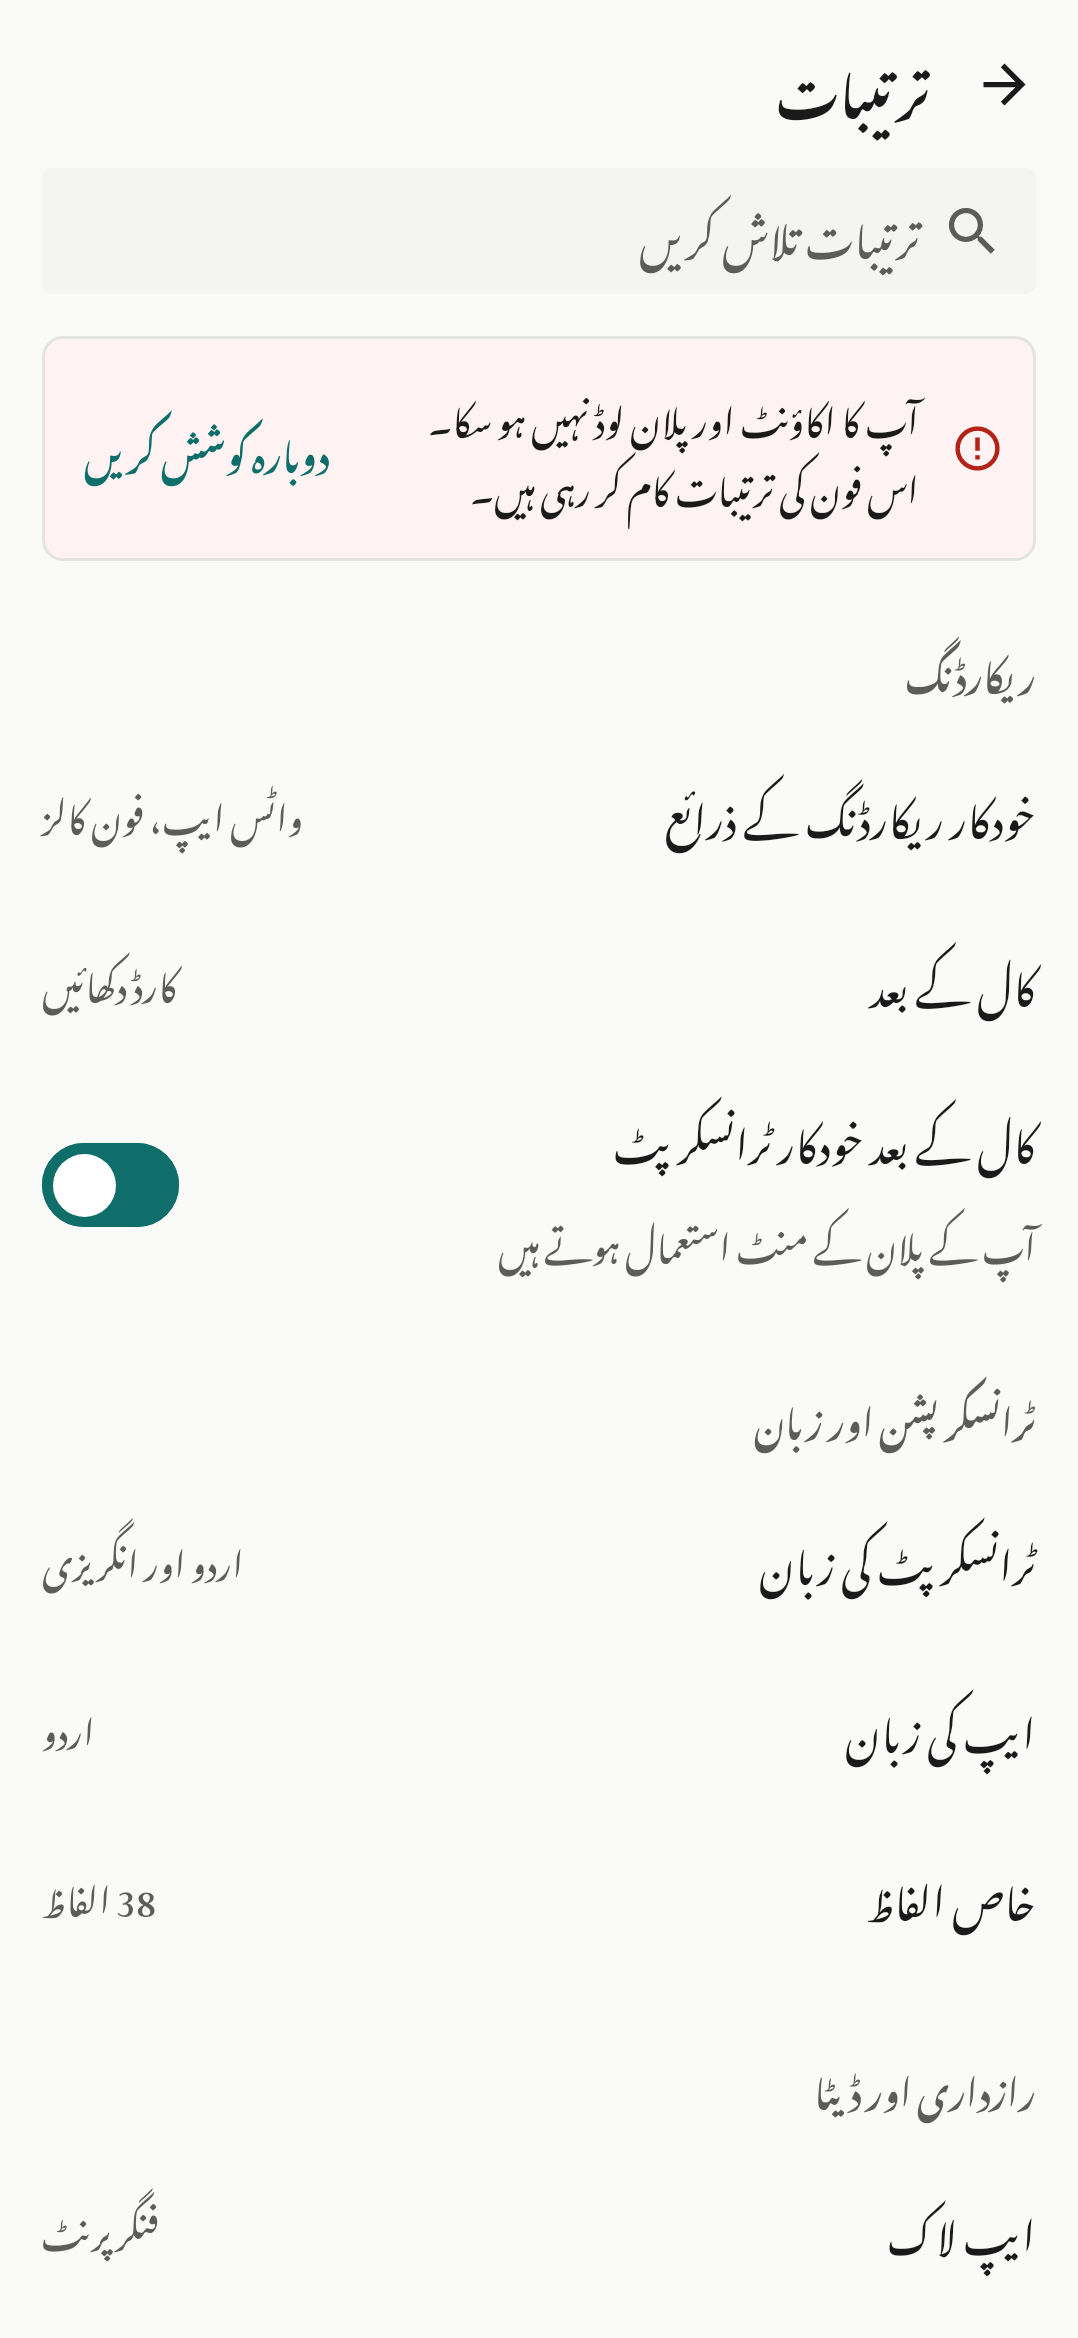 ترتیبات
ترتیبات تلاش کریں
آپ کا اکاؤنٹ اور پلان لوڈ نہیں ہو سکا۔
اس فون کی ترتیبات کام کر رہی ہیں۔
دوبارہ کوشش کریں
ریکارڈنگ
خودکار ریکارڈنگ کے ذرائع
واٹس ایپ، فون کالز
کال کے بعد
کارڈ دکھائیں
کال کے بعد خودکار ٹرانسکرپٹ
آپ کے پلان کے منٹ استعمال ہوتے ہیں
ٹرانسکرپشن اور زبان
ٹرانسکرپٹ کی زبان
اردو اور انگریزی
ایپ کی زبان
اردو
خاص الفاظ
38 الفاظ
رازداری اور ڈیٹا
ایپ لاک
فنگر پرنٹ